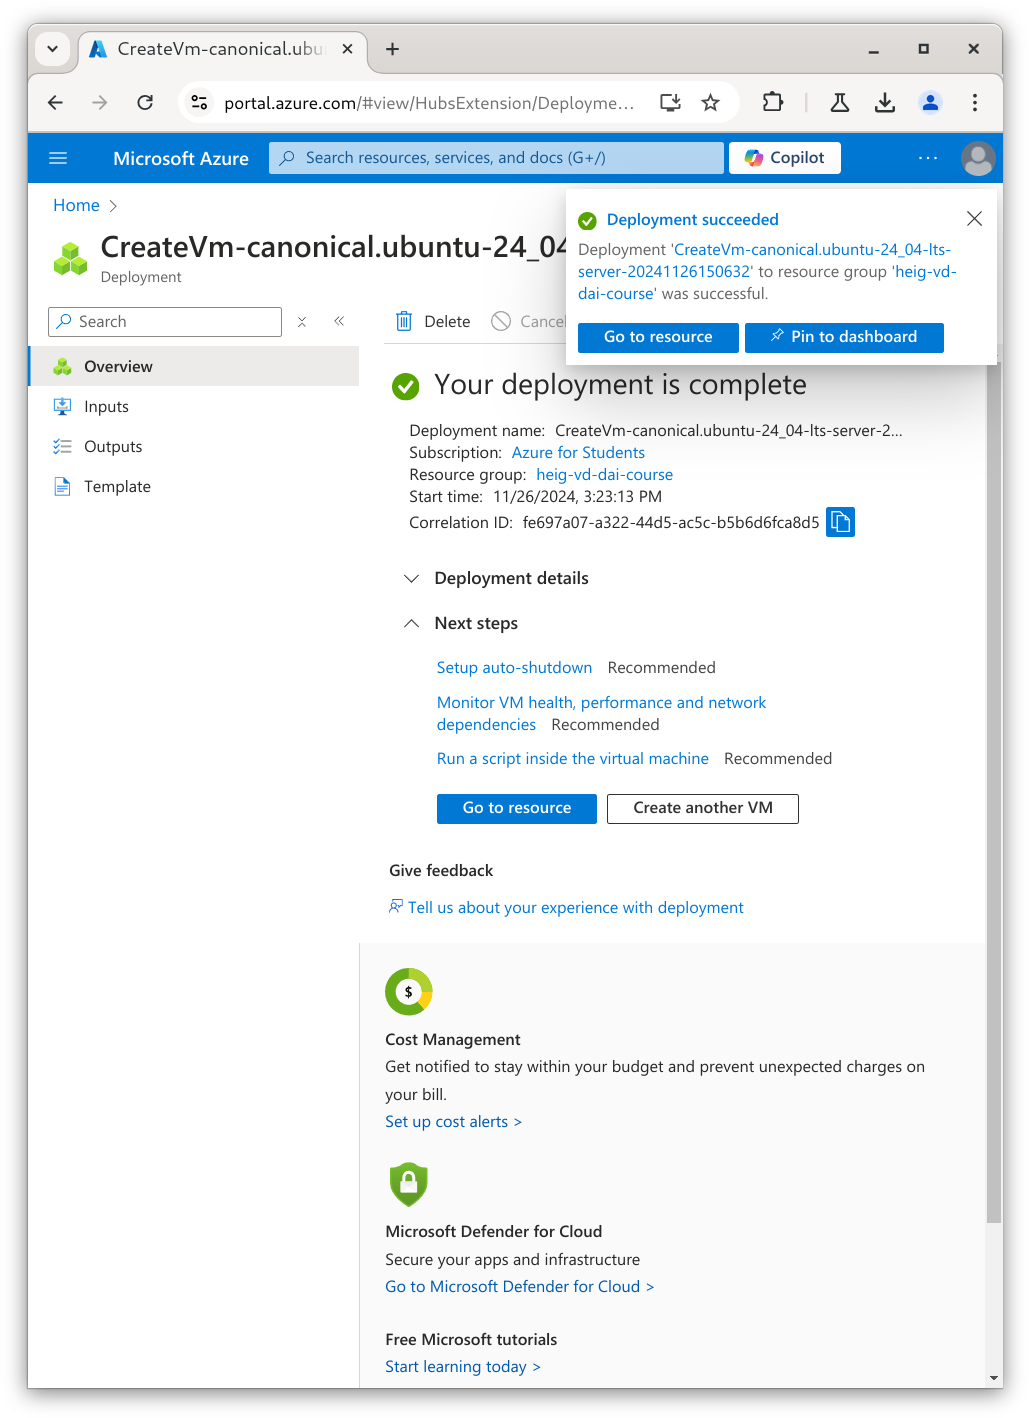 CreateVm-canonical.ubu
portal.azure.com/#view/HubsExtension/Deployme...
Microsoft Azure
Search resources, services, and docs (G+/)
Copilot
...
Home
CreateVm-canonical.ubuntu-24_04
Deployment
Deployment succeeded
Deployment 'CreateVm-canonical.ubuntu-24_04-lts-
server-20241126150632' to resource group 'heig-vd-
dai-course' was successful.
Go to resource
Pin to dashboard
Search
Overview
Inputs
Outputs
Template
Delete
Cancel
Your deployment is complete
Deployment name: CreateVm-canonical.ubuntu-24_04-lts-server-2...
Subscription: Azure for Students
Resource group: heig-vd-dai-course
Start time: 11/26/2024, 3:23:13 PM
Correlation ID: fe697a07-a322-44d5-ac5c-b5b6d6fca8d5
Deployment details
Next steps
Setup auto-shutdown Recommended
Monitor VM health, performance and network
dependencies Recommended
Run a script inside the virtual machine Recommended
Go to resource
Create another VM
Give feedback
Tell us about your experience with deployment
$
Cost Management
Get notified to stay within your budget and prevent unexpected charges on
your bill.
Set up cost alerts >
Microsoft Defender for Cloud
Secure your apps and infrastructure
Go to Microsoft Defender for Cloud >
Free Microsoft tutorials
Start learning today >